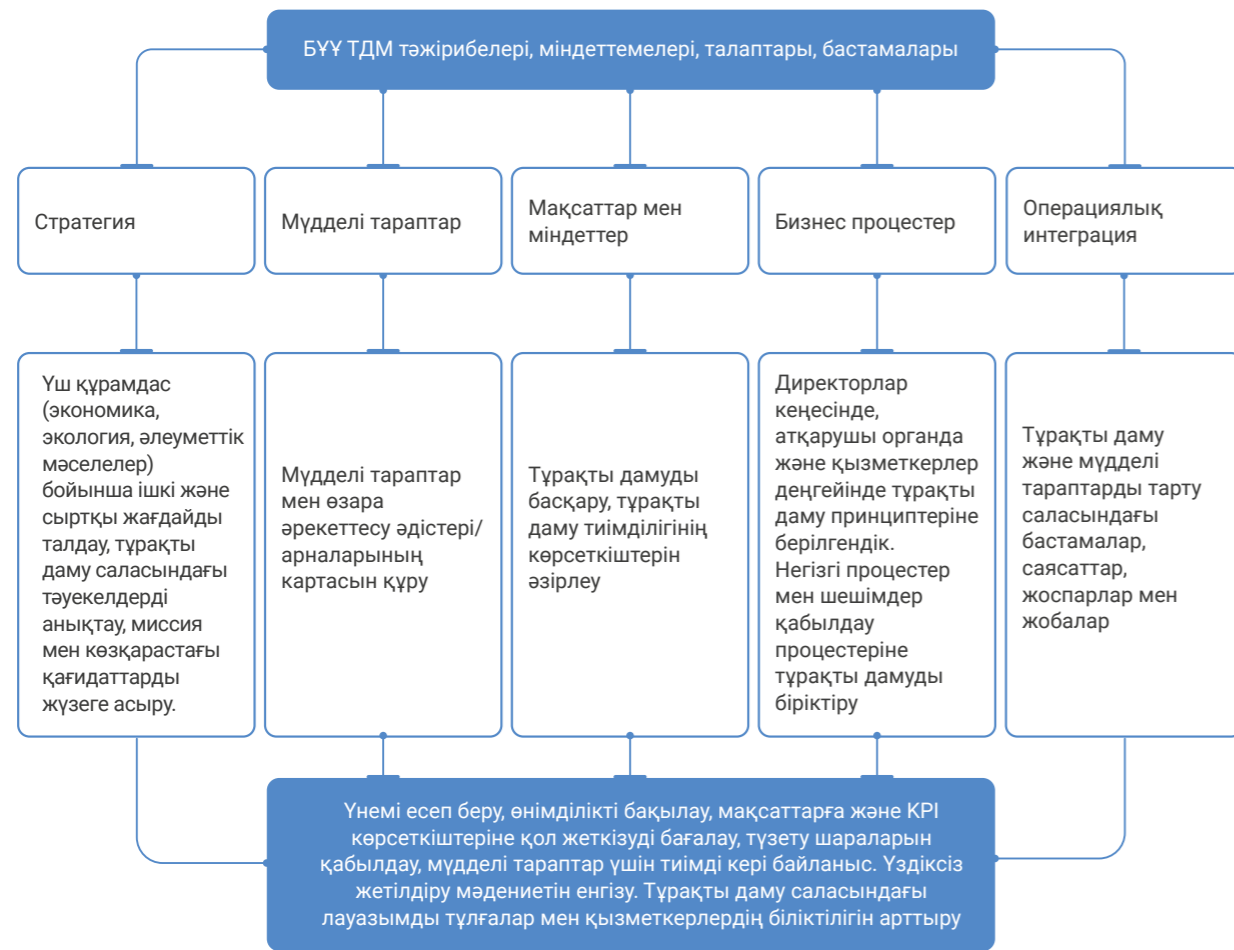 БҰҰ ТДМ тәжірибелері, міндеттемелері, талаптары, бастамалары
Стратегия
Мүдделі тараптар
Мақсаттар мен
міндеттер
Бизнес процестер
Операциялық
интеграция
Үш құрамдас
(экономика,
экология, әлеуметтік
мәселелер)
бойынша ішкі және
сыртқы жағдайды
талдау, тұрақты
даму саласындағы
тәуекелдерді
анықтау, миссия
мен көзқарастағы
қағидаттарды
жүзеге асыру.
Мүдделі тараптар
мен өзара
әрекеттесу әдістері/
арналарының
картасын құру
Тұрақты дамуды
басқару, тұрақты
даму тиімділігінің
көрсеткіштерін
әзірлеу
Директорлар
кеңесінде,
атқарушы органда
және қызметкерлер
деңгейінде тұрақты
даму принциптеріне
берілгендік.
Негізгі процестер
мен шешімдер
қабылдау
процестеріне
тұрақты дамуды
біріктіру
Тұрақты даму
және мүдделі
тараптарды тарту
саласындағы
бастамалар,
саясаттар,
жоспарлар мен
жобалар
Үнемі есеп беру, өнімділікті бақылау, мақсаттарға және KPI
көрсеткіштеріне қол жеткізуді бағалау, түзету шараларын
қабылдау, мүдделі тараптар үшін тиімді кері байланыс. Үздіксіз
жетілдіру мәдениетін енгізу. Тұрақты даму саласындағы
лауазымды тұлғалар мен қызметкерлердің біліктілігін арттыру